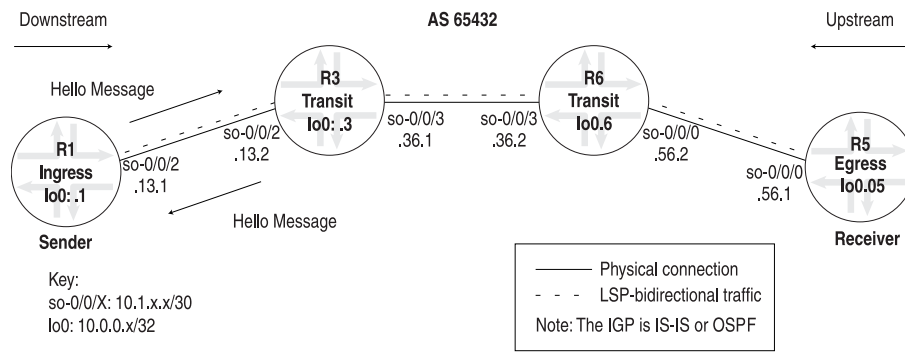 AS 65432
Downstream
Upstream
Hello Message
R3
Transit
lo0: .3
R6
Transit
lo0.6
R1
Ingress
lo0: .1
so-0/0/2
.13.1
so-0/0/2
.13.2
so-0/0/3
.36.1
so-0/0/3
.36.2
so-0/0/0
.56.2
so-0/0/0
.56.1
R5
Egress
lo0.05
Hello Message
Sender
Receiver
Key:
so-0/0/X: 10.1.x.x/30
lo0: 10.0.0.x/32
Physical connection
LSP-bidirectional traffic
Note: The IGP is IS-IS or OSPF